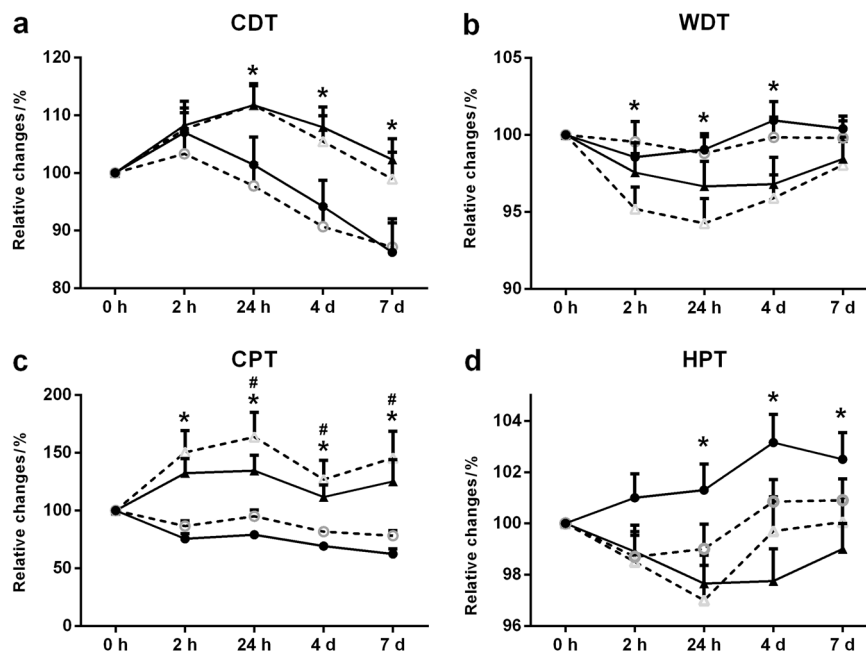 a
CDT
Relative changes/%
120
110
100
90
80
*
*
*
0 h
2 h
24 h
4 d
7 d
b
WDT
Relative changes/%
105
100
95
90
*
*
*
0 h
2 h
24 h
4 d
7 d
c
CPT
Relative changes/%
200
150
100
50
0
*
#
*
#
*
#
*
0 h
2 h
24 h
4 d
7 d
d
HPT
Relative changes/%
104
102
100
98
96
*
*
*
0 h
2 h
24 h
4 d
7 d